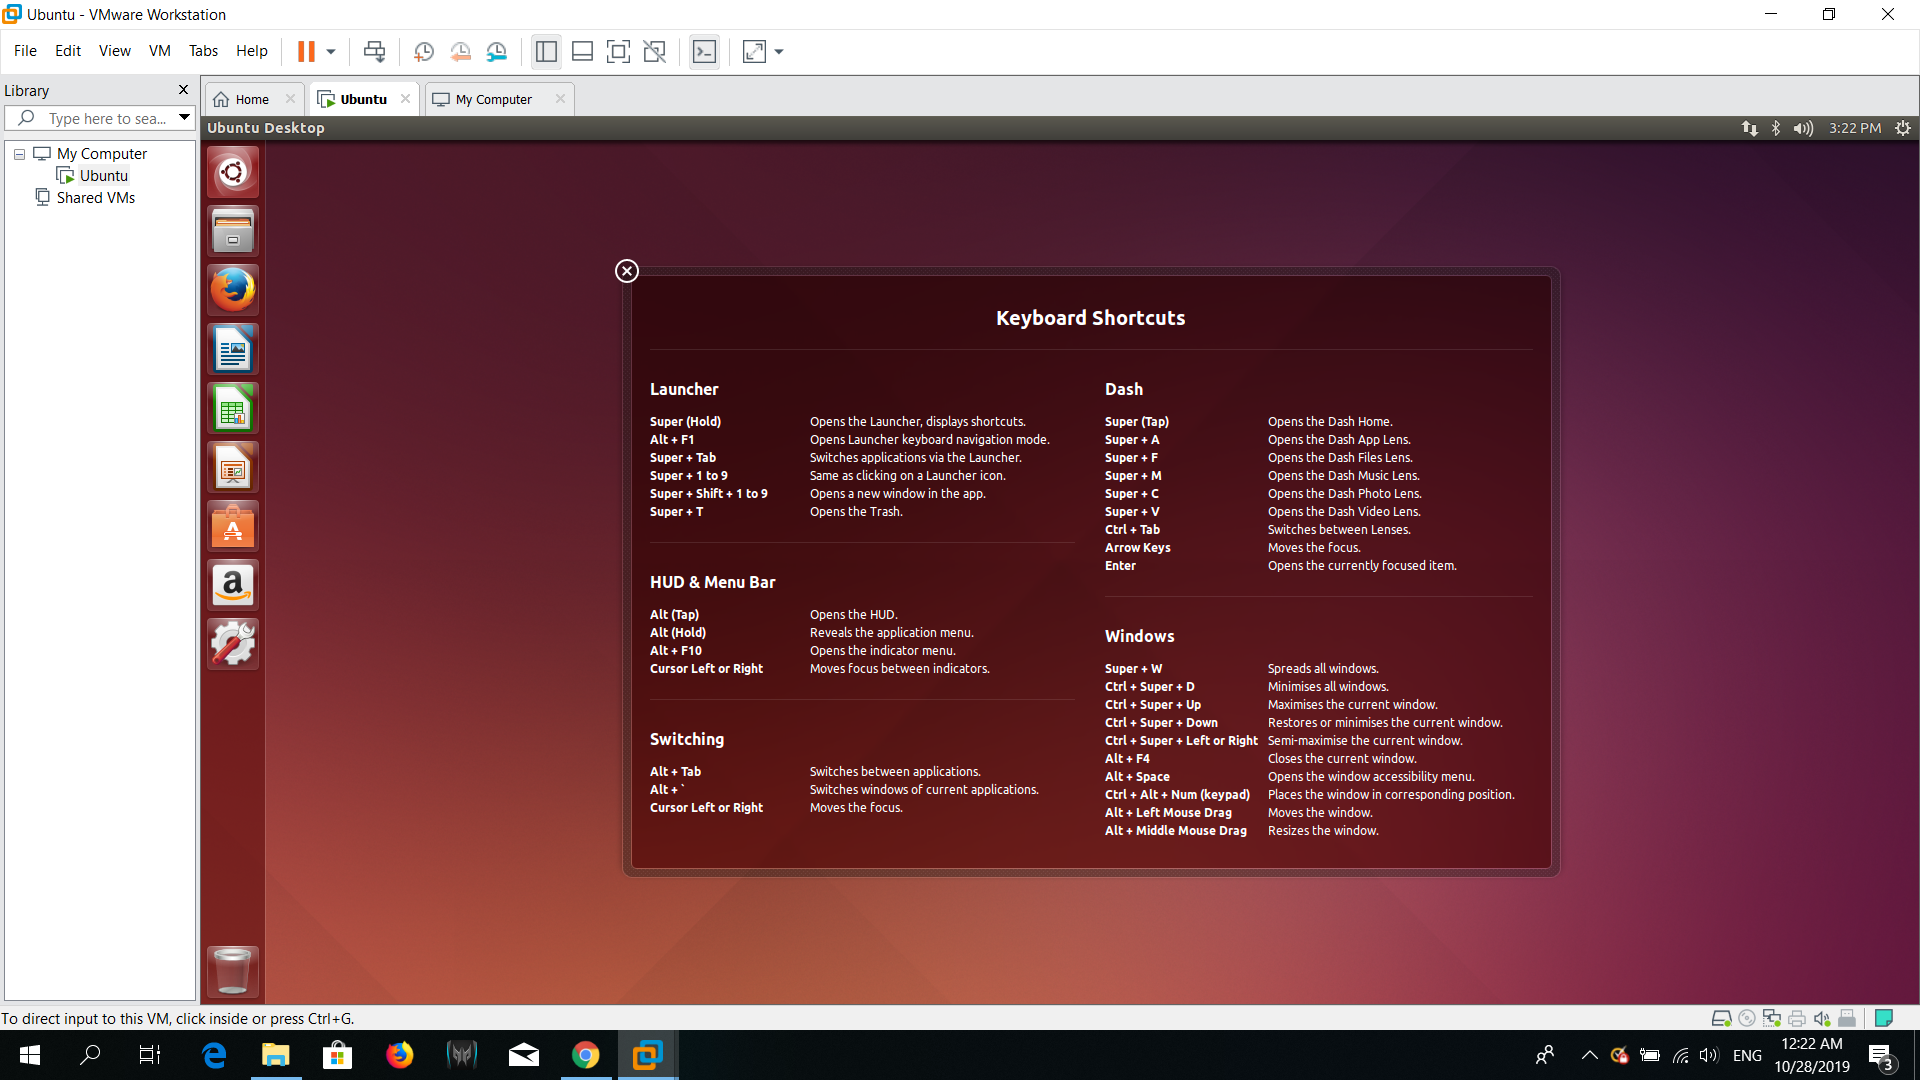 Ubuntu - VMware Workstation
File Edit View VM Tabs Help
Library
Type here to sea...
My Computer
Ubuntu
Shared VMs
Home
Ubuntu
My Computer
Ubuntu Desktop
3:22 PM
Keyboard Shortcuts
Launcher
Super (Hold) Opens the Launcher, displays shortcuts.
Alt + F1 Opens Launcher keyboard navigation mode.
Super + Tab Switches applications via the Launcher.
Super + 1 to 9 Same as clicking on a Launcher icon.
Super + Shift + 1 to 9 Opens a new window in the app.
Super + T Opens the Trash.
HUD & Menu Bar
Alt (Tap) Opens the HUD.
Alt (Hold) Reveals the application menu.
Alt + F10 Opens the indicator menu.
Cursor Left or Right Moves focus between indicators.
Switching
Alt + Tab Switches between applications.
Alt + ` Switches windows of current applications.
Cursor Left or Right Moves the focus.
Dash
Super (Tap) Opens the Dash Home.
Super + A Opens the Dash App Lens.
Super + F Opens the Dash Files Lens.
Super + M Opens the Dash Music Lens.
Super + C Opens the Dash Photo Lens.
Super + V Opens the Dash Video Lens.
Ctrl + Tab Switches between Lenses.
Arrow Keys Moves the focus.
Enter Opens the currently focused item.
Windows
Super + W Spreads all windows.
Ctrl + Super + D Minimises all windows.
Ctrl + Super + Up Maximises the current window.
Ctrl + Super + Down Restores or minimises the current window.
Ctrl + Super + Left or Right Semi-maximise the current window.
Alt + F4 Closes the current window.
Alt + Space Opens the window accessibility menu.
Ctrl + Alt + Num (keypad) Places the window in corresponding position.
Alt + Left Mouse Drag Moves the window.
Alt + Middle Mouse Drag Resizes the window.
To direct input to this VM, click inside or press Ctrl+G.
ENG
12:22 AM
10/28/2019
3